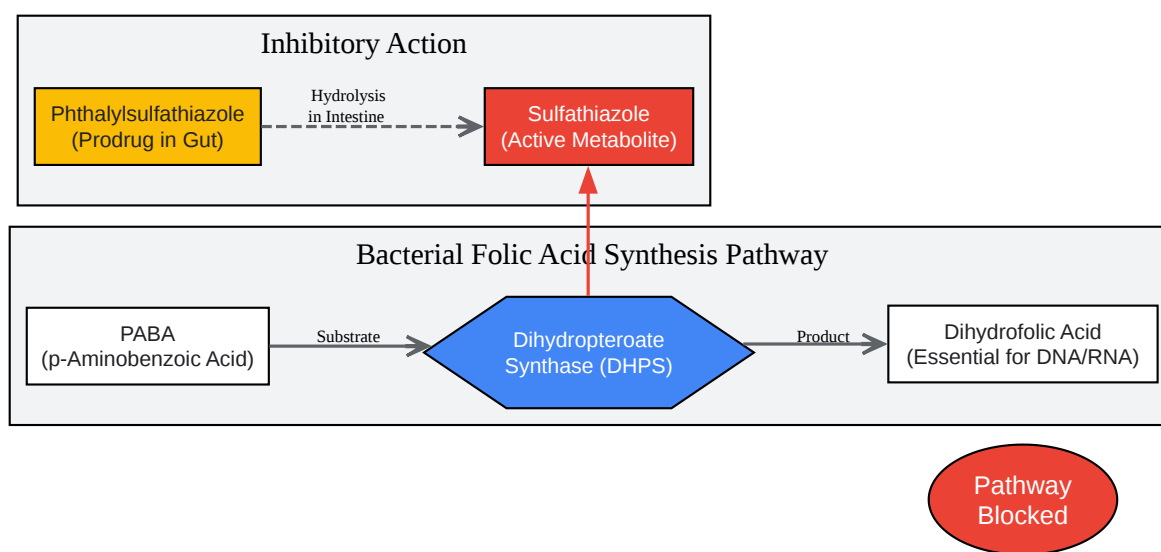 Inhibitory Action
Phthalylsulfathiazole
(Prodrug in Gut)
Hydrolysis
in Intestine
Sulfathiazole
(Active Metabolite)
Bacterial Folic Acid Synthesis Pathway
PABA
(p-Aminobenzoic Acid)
Substrate
Dihydropteroate
Synthase (DHPS)
Product
Dihydrofolic Acid
(Essential for DNA/RNA)
Pathway
Blocked